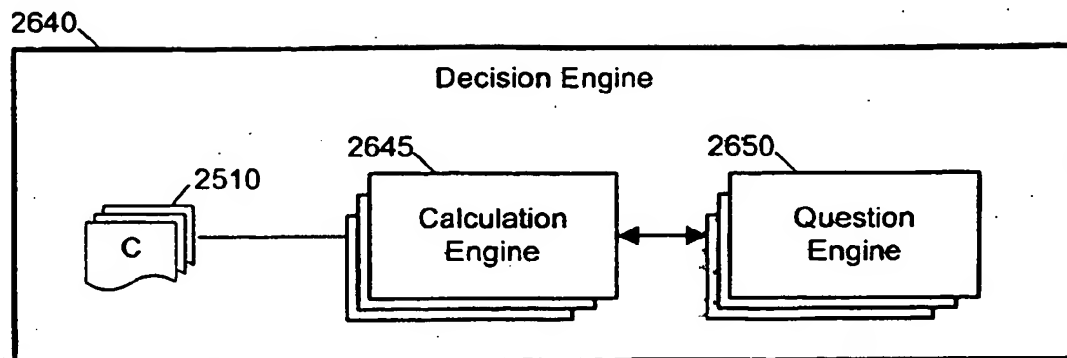 2640
Decision Engine
2645
2650
2510
Calculation
Engine
Question
Engine
C